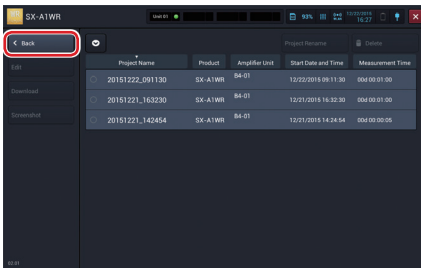 SX-A1WR
Unit 01
93%
12/22/2015
16:27
Back
Project Rename
Delete
Edit
Project Name Product Amplifier Unit Start Date and Time Measurement Time
Download
20151222_091130 SX-A1WR B4-01 12/22/2015 09:11:30 00d 00:01:00
20151221_163230 SX-A1WR B4-01 12/21/2015 16:32:30 00d 00:01:00
Screenshot
20151221_142454 SX-A1WR B4-01 12/21/2015 14:24:54 00d 00:00:05